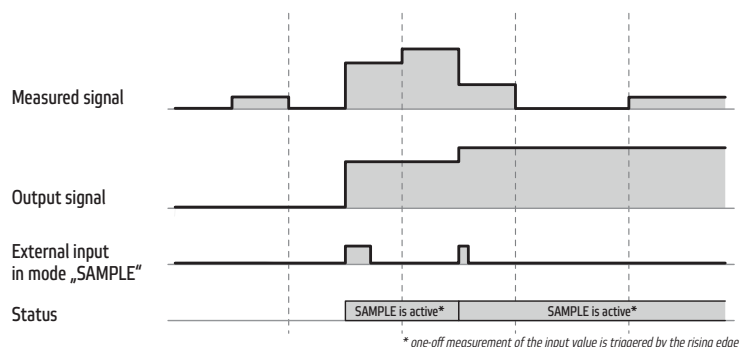 Measured signal
Output signal
External input
in mode „SAMPLE“
Status
SAMPLE is active*
SAMPLE is active*
* one-off measurement of the input value is triggered by the rising edge